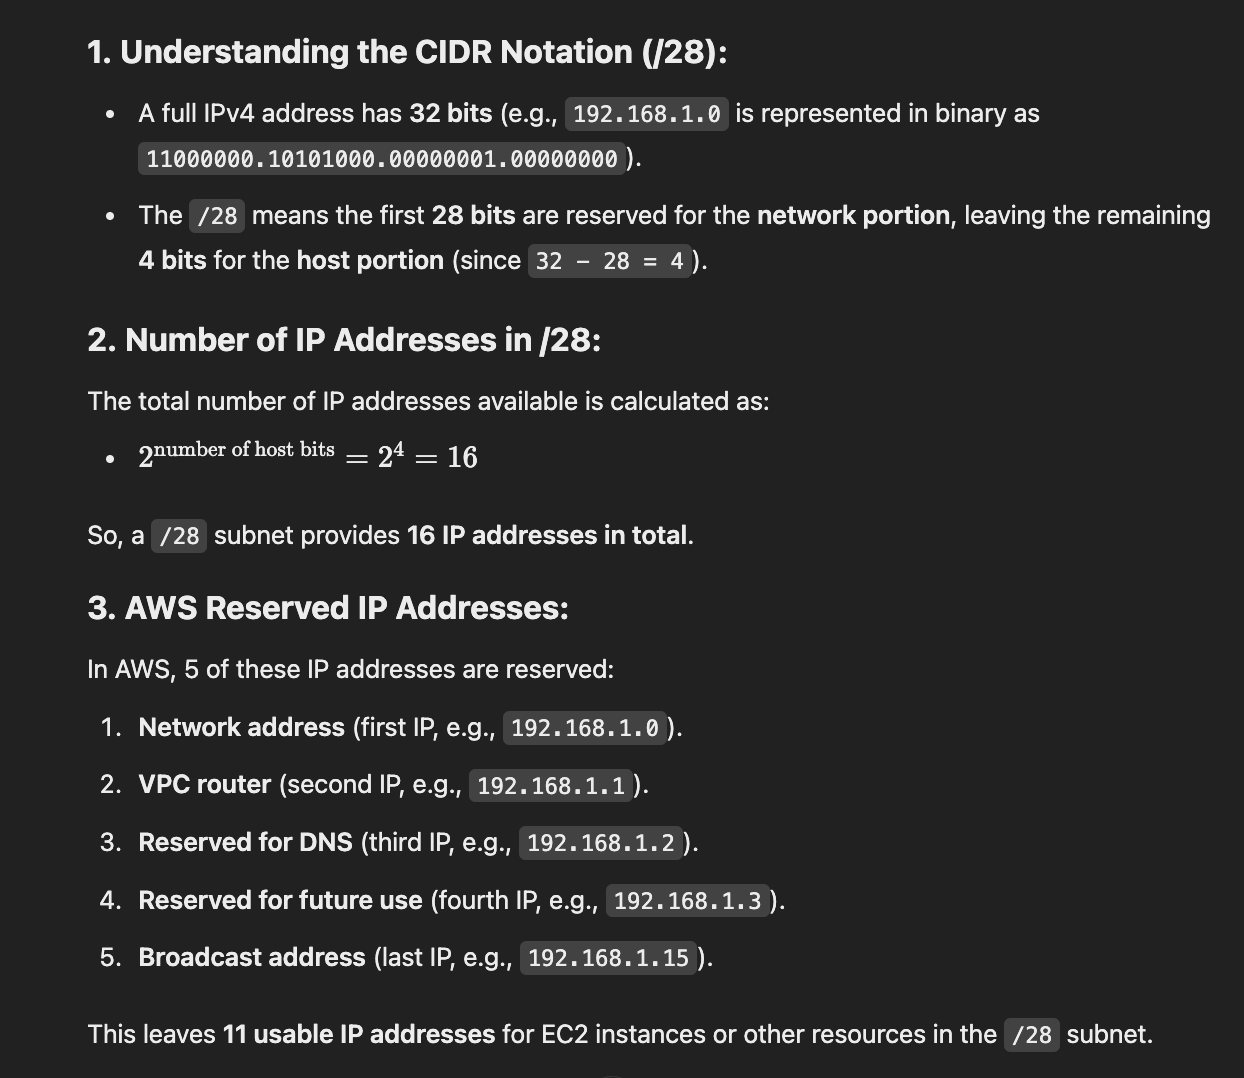 1. Understanding the CIDR Notation (/28):
• A full IPv4 address has 32 bits (e.g., 192.168.1.0 is represented in binary as
11000000.10101000.00000001.00000000).
• The /28 means the first 28 bits are reserved for the network portion, leaving the remaining
4 bits for the host portion (since 32 − 28 = 4).
2. Number of IP Addresses in /28:
The total number of IP addresses available is calculated as:
• 2^number of host bits = 2^4 = 16
So, a /28 subnet provides 16 IP addresses in total.
3. AWS Reserved IP Addresses:
In AWS, 5 of these IP addresses are reserved:
1. Network address (first IP, e.g., 192.168.1.0).
2. VPC router (second IP, e.g., 192.168.1.1).
3. Reserved for DNS (third IP, e.g., 192.168.1.2).
4. Reserved for future use (fourth IP, e.g., 192.168.1.3).
5. Broadcast address (last IP, e.g., 192.168.1.15).
This leaves 11 usable IP addresses for EC2 instances or other resources in the /28 subnet.